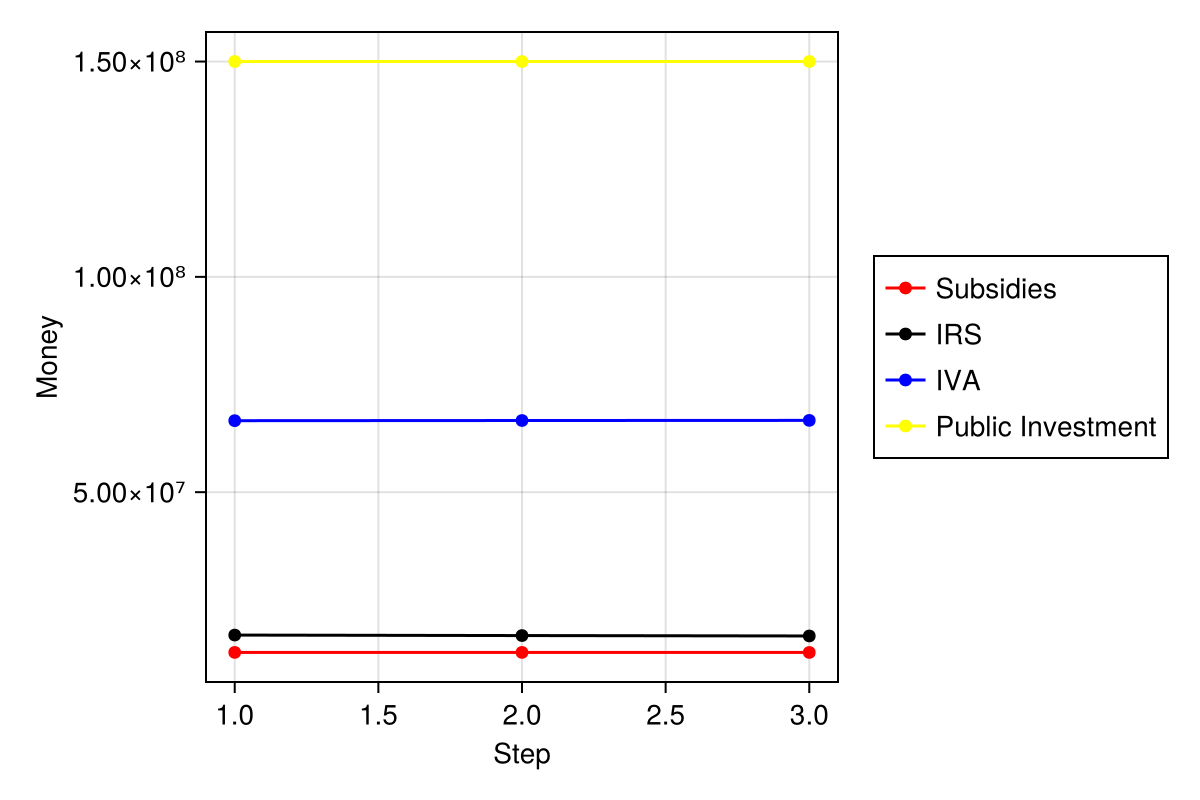 1.50×10⁸
1.00×10⁸
5.00×10⁷
Money
1.0 1.5 2.0 2.5 3.0
Step
Subsidies
IRS
IVA
Public Investment